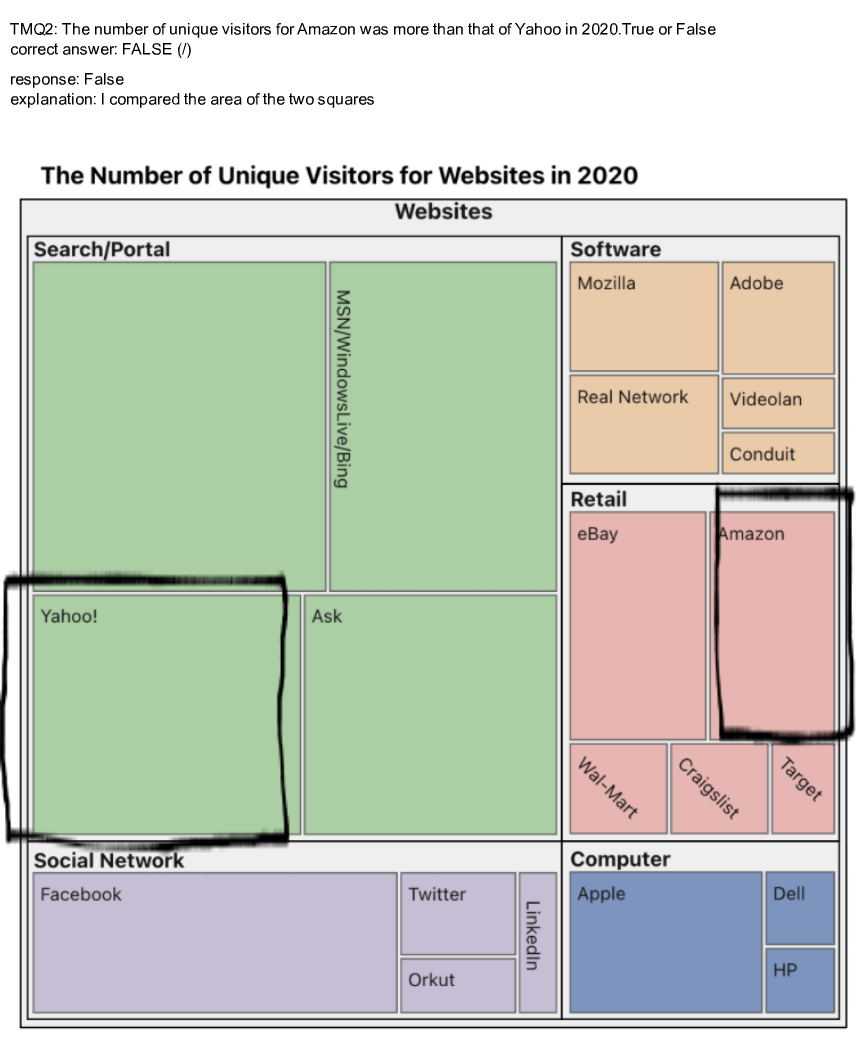 TMQ2: The number of unique visitors for Amazon was more than that of Yahoo in 2020.True or False
correct answer: FALSE (/)
response: False
explanation: I compared the area of the two squares
The Number of Unique Visitors for Websites in 2020
Websites
Search/Portal
MSN/WindowsLive/Bing
Yahoo!
Ask
Software
Mozilla
Adobe
Real Network
Videolan
Conduit
Retail
eBay
Amazon
Wal-Mart
Craigslist
Target
Social Network
Facebook
Twitter
Orkut
LinkedIn
Computer
Apple
Dell
HP